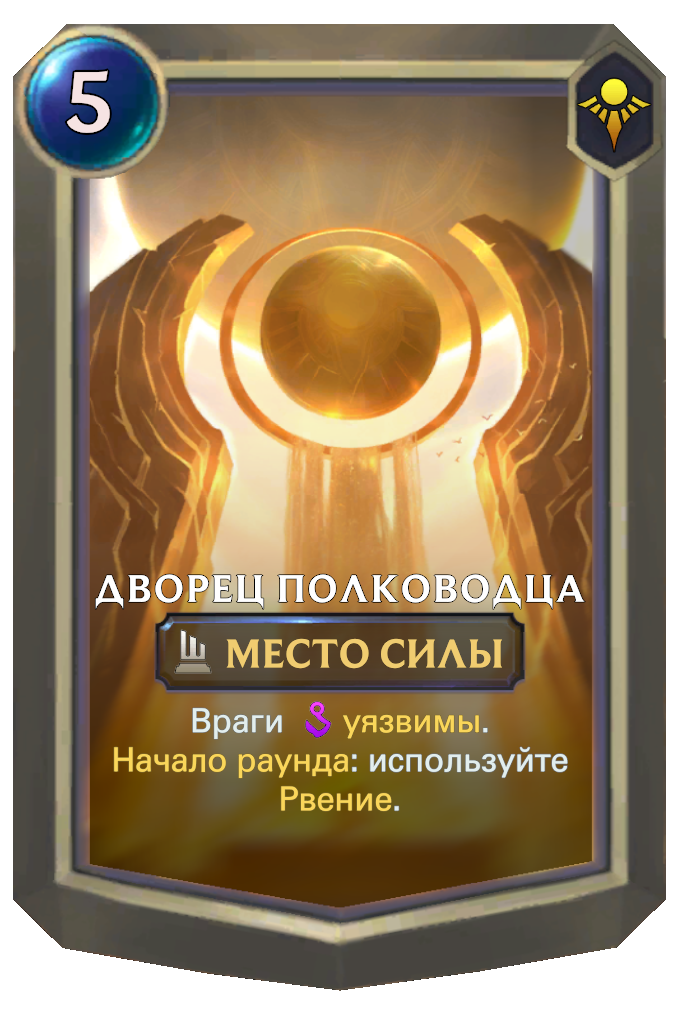 5
ДВОРЕЦ ПОЛКОВОДЦА
МЕСТО СИЛЫ
Враги уязвимы.
Начало раунда: используйте
Рвение.